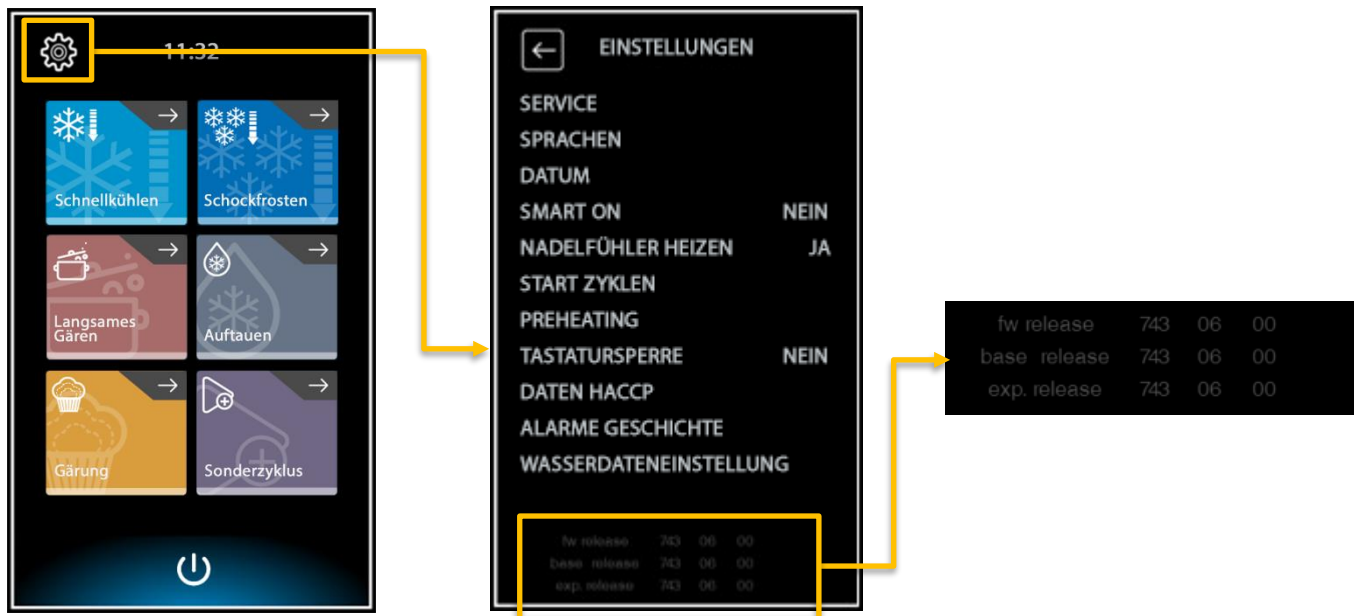 11:32
Schnellkühlen
Schockfrosten
Langsames
Gären
Auftauen
Gärung
Sonderzyklus
EINSTELLUNGEN
SERVICE
SPRACHEN
DATUM
SMART ON NEIN
NADELFÜHLER HEIZEN JA
START ZYKLEN
PREHEATING
TASTATURSPERRE NEIN
DATEN HACCP
ALARME GESCHICHTE
WASSERDATENEINSTELLUNG
fw release 743 06 00
base release 743 06 00
exp. release 743 06 00
fw release 743 06 00
base release 743 06 00
exp. release 743 06 00